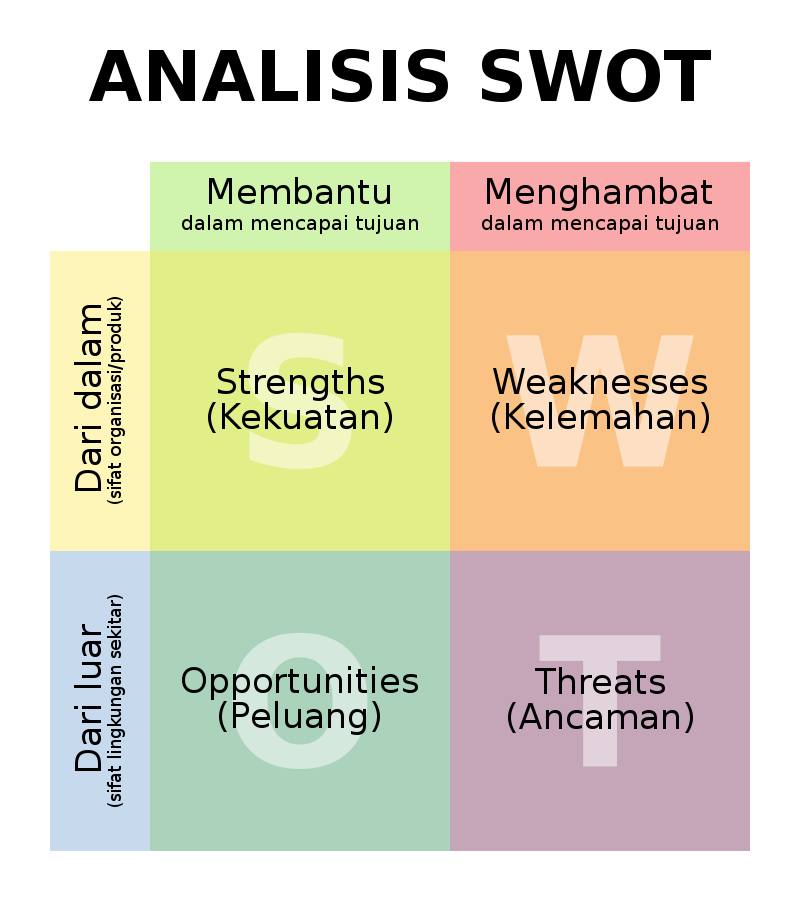 ANALISIS SWOT
Membantu
dalam mencapai tujuan
Menghambat
dalam mencapai tujuan
Dari dalam
(sifat organisasi/produk)
S
Strengths
(Kekuatan)
W
Weaknesses
(Kelemahan)
Dari luar
(sifat lingkungan sekitar)
O
Opportunities
(Peluang)
T
Threats
(Ancaman)